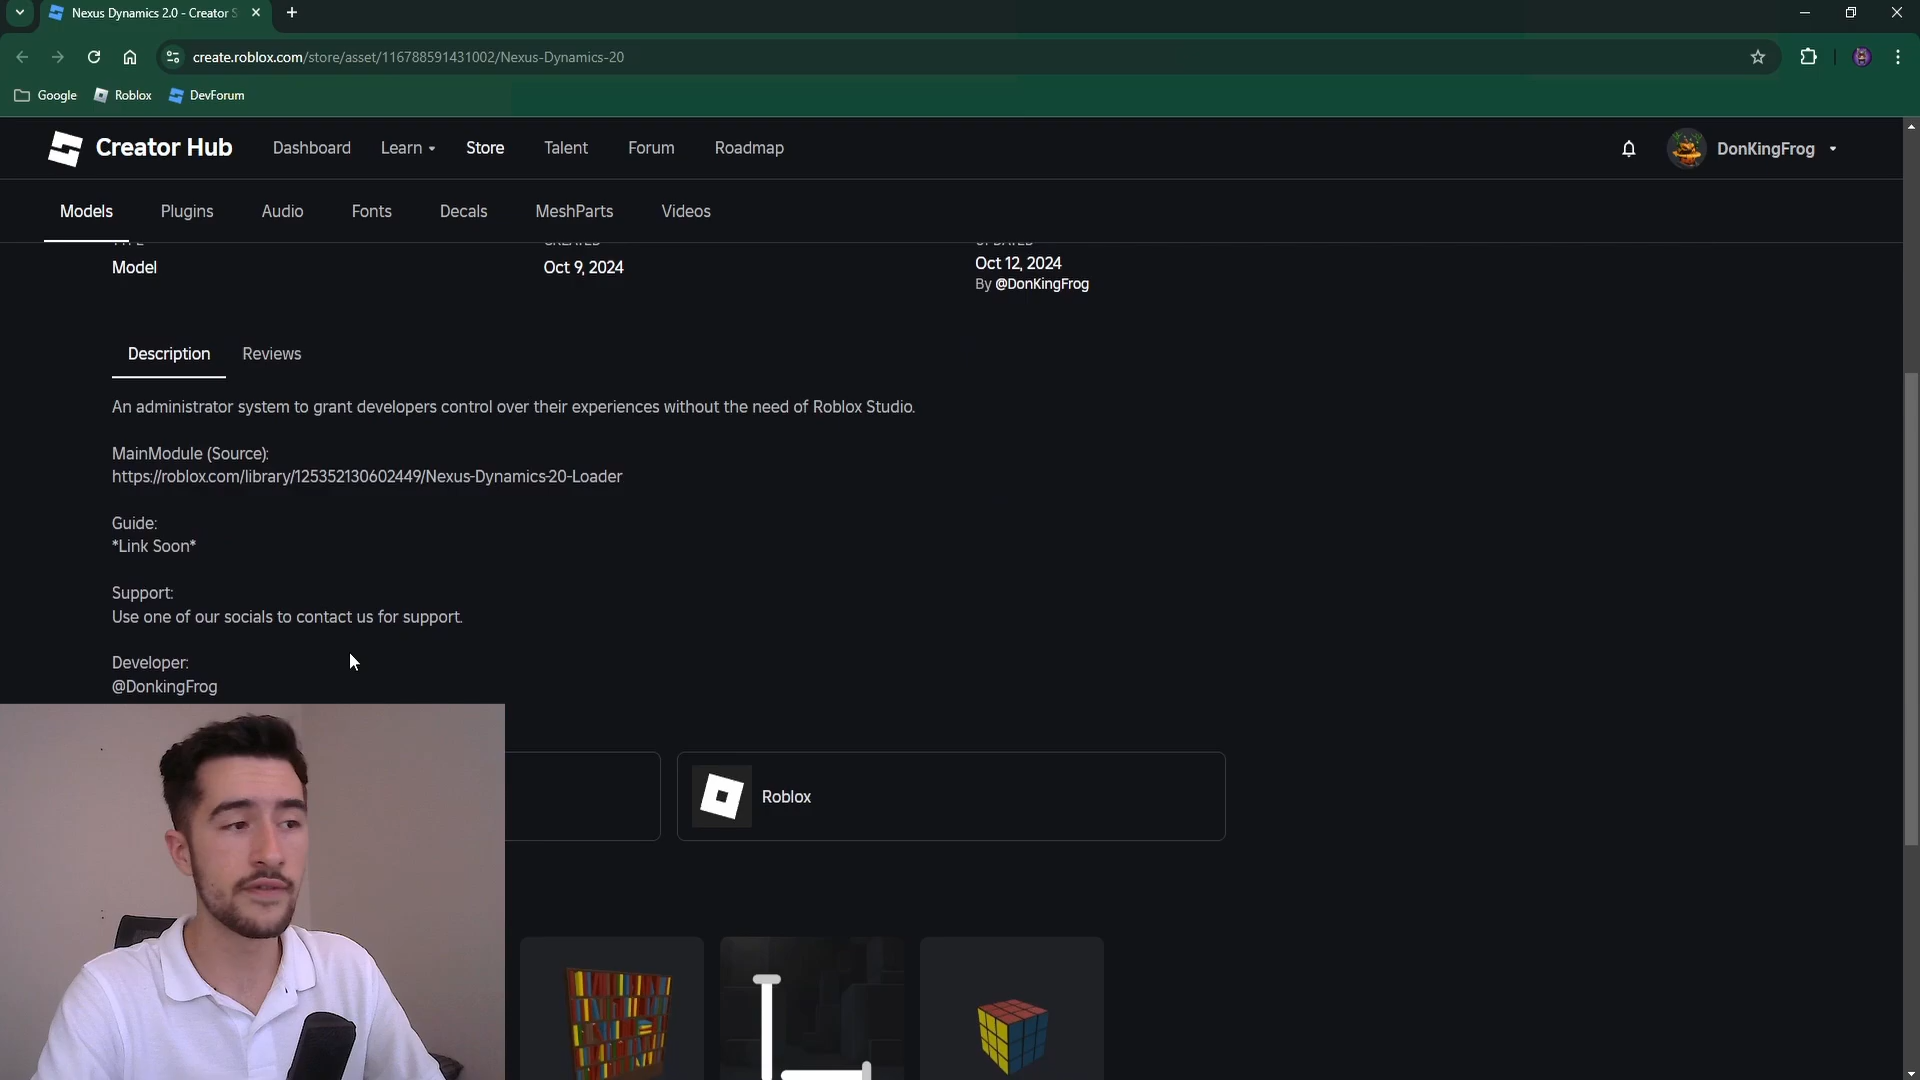 Nexus Dynamics 2.0 - Creator S
create.roblox.com/store/asset/116788591431002/Nexus-Dynamics-20
Google Roblox DevForum
Creator Hub Dashboard Learn Store Talent Forum Roadmap DonKingFrog
Models Plugins Audio Fonts Decals MeshParts Videos
Model Oct 9, 2024 Oct 12, 2024
By @DonKingFrog
Description Reviews
An administrator system to grant developers control over their experiences without the need of Roblox Studio.
MainModule (Source):
https://roblox.com/library/125352130602449/Nexus-Dynamics-20-Loader
Guide:
*Link Soon*
Support:
Use one of our socials to contact us for support.
Developer:
@DonkingFrog
Roblox